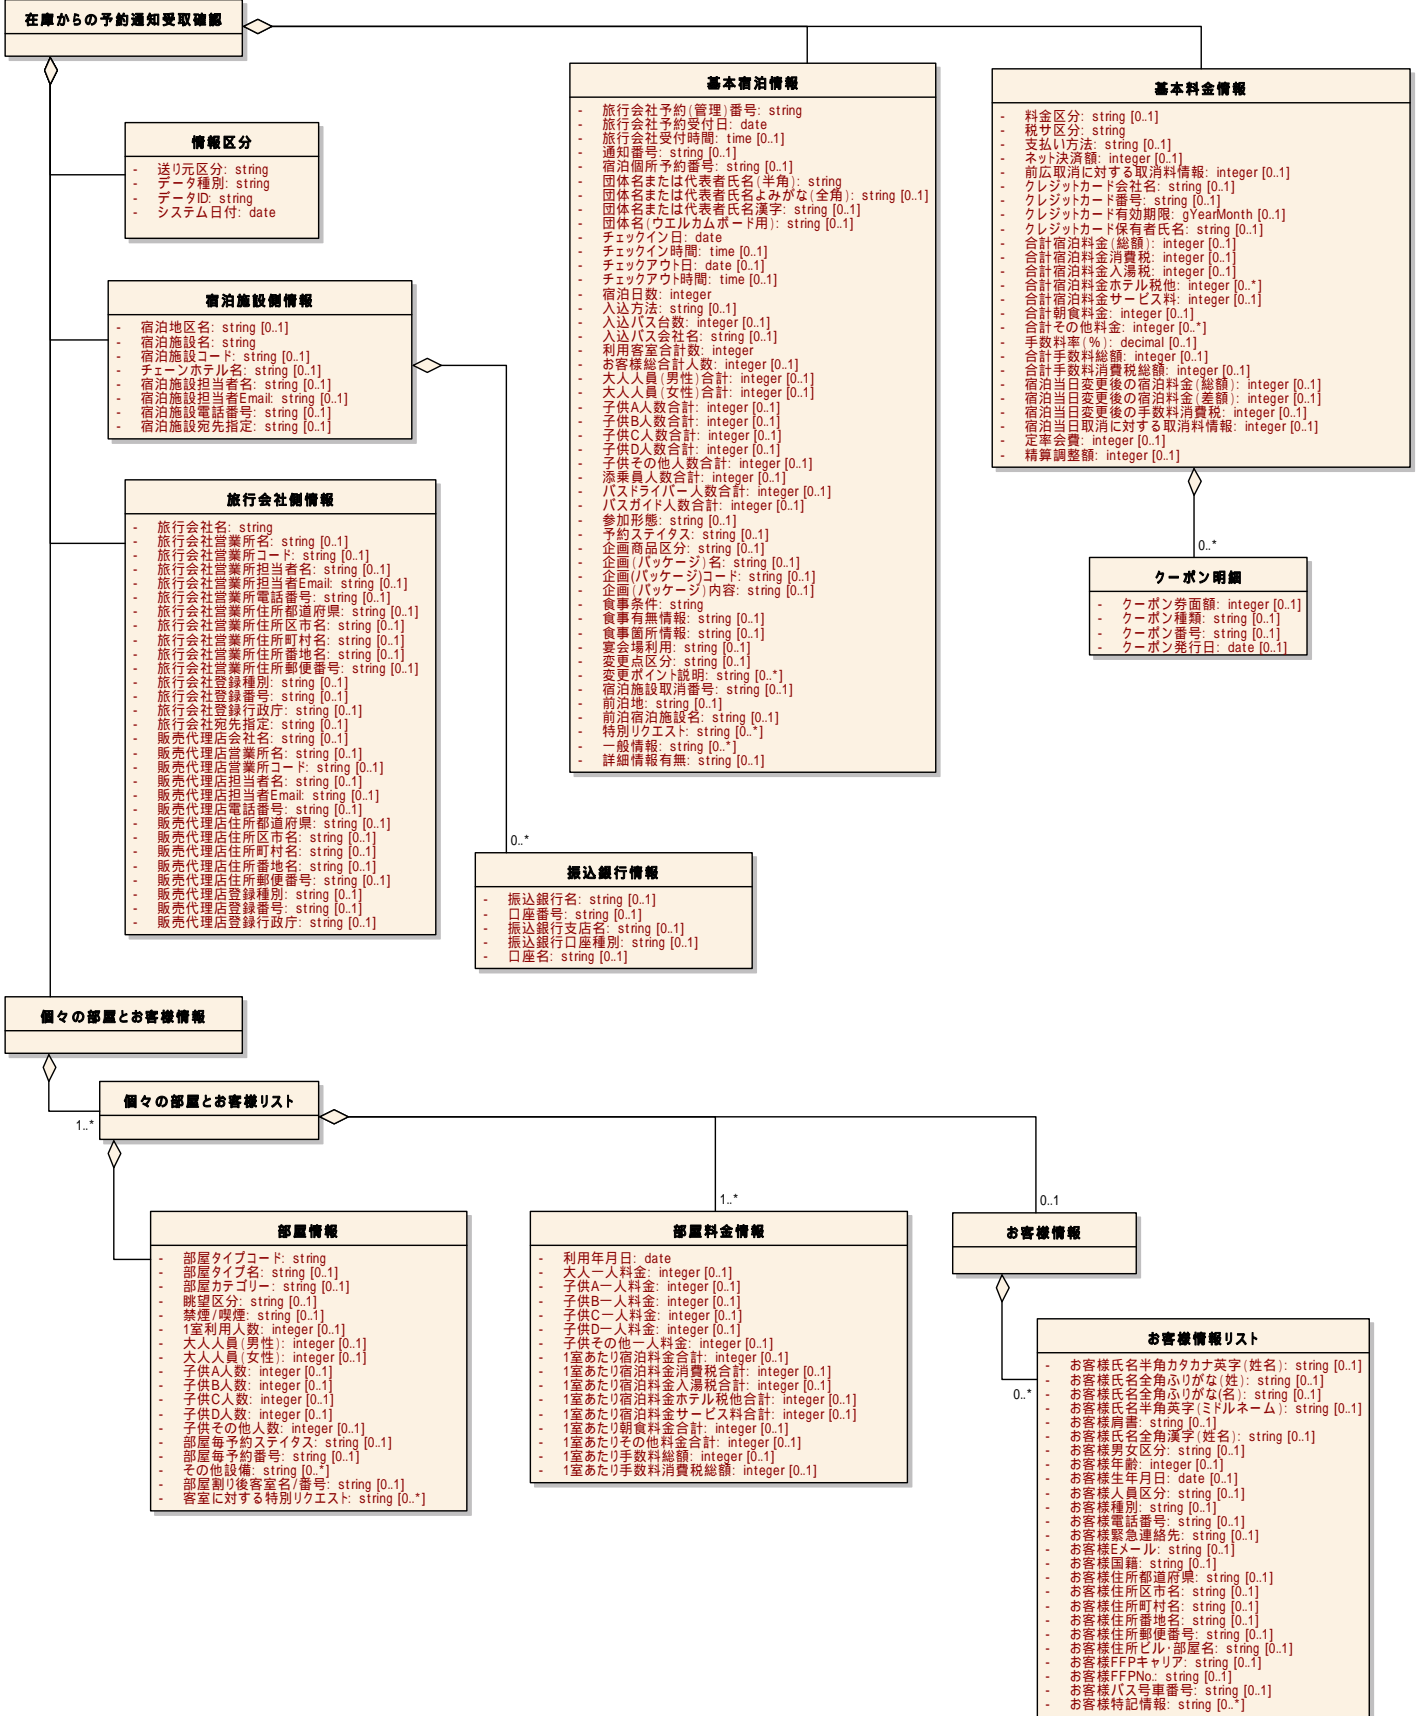 在庫からの予約通知受取確認
情報区分
- 送り元区分: string
- データ種別: string
- データID: string
- システム日付: date
宿泊施設側情報
- 宿泊地区名: string [0..1]
- 宿泊施設名: string
- 宿泊施設コード: string [0..1]
- チェーンホテル名: string [0..1]
- 宿泊施設担当者名: string [0..1]
- 宿泊施設担当者Email: string [0..1]
- 宿泊施設電話番号: string [0..1]
- 宿泊施設宛先指定: string [0..1]
旅行会社側情報
- 旅行会社名: string
- 旅行会社営業所名: string [0..1]
- 旅行会社営業所コード: string [0..1]
- 旅行会社営業所担当者名: string [0..1]
- 旅行会社営業所担当者Email: string [0..1]
- 旅行会社営業所電話番号: string [0..1]
- 旅行会社営業所住所都道府県: string [0..1]
- 旅行会社営業所住所区市名: string [0..1]
- 旅行会社営業所住所町村名: string [0..1]
- 旅行会社営業所住所番地名: string [0..1]
- 旅行会社営業所住所郵便番号: string [0..1]
- 旅行会社登録種別: string [0..1]
- 旅行会社登録番号: string [0..1]
- 旅行会社登録行政庁: string [0..1]
- 旅行会社宛先指定: string [0..1]
- 販売代理店会社名: string [0..1]
- 販売代理店営業所名: string [0..1]
- 販売代理店営業所コード: string [0..1]
- 販売代理店担当者名: string [0..1]
- 販売代理店担当者Email: string [0..1]
- 販売代理店電話番号: string [0..1]
- 販売代理店住所都道府県: string [0..1]
- 販売代理店住所区市名: string [0..1]
- 販売代理店住所町村名: string [0..1]
- 販売代理店住所番地名: string [0..1]
- 販売代理店住所郵便番号: string [0..1]
- 販売代理店登録種別: string [0..1]
- 販売代理店登録番号: string [0..1]
- 販売代理店登録行政庁: string [0..1]
基本宿泊情報
- 旅行会社予約(管理)番号: string
- 旅行会社予約受付日: date
- 旅行会社受付時間: time [0..1]
- 通知番号: string [0..1]
- 宿泊個所予約番号: string [0..1]
- 団体名または代表者氏名(半角): string
- 団体名または代表者氏名よみがな(全角): string [0..1]
- 団体名または代表者氏名漢字: string [0..1]
- 団体名(ウエルカムボード用): string [0..1]
- チェックイン日: date
- チェックイン時間: time [0..1]
- チェックアウト日: date [0..1]
- チェックアウト時間: time [0..1]
- 宿泊日数: integer
- 入込方法: string [0..1]
- 入込バス台数: integer [0..1]
- 入込バス会社名: string [0..1]
- 利用客室合計数: integer
- お客様総合計人数: integer [0..1]
- 大人人員(男性)合計: integer [0..1]
- 大人人員(女性)合計: integer [0..1]
- 子供A人数合計: integer [0..1]
- 子供B人数合計: integer [0..1]
- 子供C人数合計: integer [0..1]
- 子供D人数合計: integer [0..1]
- 子供その他人数合計: integer [0..1]
- 添乗員人数合計: integer [0..1]
- バスドライバー人数合計: integer [0..1]
- バスガイド人数合計: integer [0..1]
- 参加形態: string [0..1]
- 予約ステイタス: string [0..1]
- 企画商品区分: string [0..1]
- 企画(パッケージ)名: string [0..1]
- 企画(パッケージ)コード: string [0..1]
- 企画(パッケージ)内容: string [0..1]
- 食事条件: string
- 食事有無情報: string [0..1]
- 食事箇所情報: string [0..1]
- 宴会場利用: string [0..1]
- 変更点区分: string [0..1]
- 変更ポイント説明: string [0..*]
- 宿泊施設取消番号: string [0..1]
- 前泊地: string [0..1]
- 前泊宿泊施設名: string [0..1]
- 特別リクエスト: string [0..*]
- 一般情報: string [0..*]
- 詳細情報有無: string [0..1]
基本料金情報
- 料金区分: string [0..1]
- 税サ区分: string
- 支払い方法: string [0..1]
- ネット決済額: integer [0..1]
- 前広取消に対する取消料情報: integer [0..1]
- クレジットカード会社名: string [0..1]
- クレジットカード番号: string [0..1]
- クレジットカード有効期限: gYearMonth [0..1]
- クレジットカード保有者氏名: string [0..1]
- 合計宿泊料金(総額): integer [0..1]
- 合計宿泊料金消費税: integer [0..1]
- 合計宿泊料金入湯税: integer [0..1]
- 合計宿泊料金ホテル税他: integer [0..*]
- 合計宿泊料金サービス料: integer [0..1]
- 合計朝食料金: integer [0..1]
- 合計その他料金: integer [0..*]
- 手数料率(%): decimal [0..1]
- 合計手数料総額: integer [0..1]
- 合計手数料消費税総額: integer [0..1]
- 宿泊当日変更後の宿泊料金(総額): integer [0..1]
- 宿泊当日変更後の宿泊料金(差額): integer [0..1]
- 宿泊当日変更後の手数料消費税: integer [0..1]
- 宿泊当日取消に対する取消料情報: integer [0..1]
- 定率会費: integer [0..1]
- 精算調整額: integer [0..1]
0..*
クーポン明細
- クーポン券面額: integer [0..1]
- クーポン種類: string [0..1]
- クーポン番号: string [0..1]
- クーポン発行日: date [0..1]
0..*
振込銀行情報
- 振込銀行名: string [0..1]
- 口座番号: string [0..1]
- 振込銀行支店名: string [0..1]
- 振込銀行口座種別: string [0..1]
- 口座名: string [0..1]
個々の部屋とお客様情報
1..*
個々の部屋とお客様リスト
部屋情報
- 部屋タイプコード: string
- 部屋タイプ名: string [0..1]
- 部屋カテゴリー: string [0..1]
- 眺望区分: string [0..1]
- 禁煙/喫煙: string [0..1]
- 1室利用人数: integer [0..1]
- 大人人員(男性): integer [0..1]
- 大人人員(女性): integer [0..1]
- 子供A人数: integer [0..1]
- 子供B人数: integer [0..1]
- 子供C人数: integer [0..1]
- 子供D人数: integer [0..1]
- 子供その他人数: integer [0..1]
- 部屋毎予約ステイタス: string [0..1]
- 部屋毎予約番号: string [0..1]
- その他設備: string [0..*]
- 部屋割り後客室名/番号: string [0..1]
- 客室に対する特別リクエスト: string [0..*]
1..*
部屋料金情報
- 利用年月日: date
- 大人一人料金: integer [0..1]
- 子供A一人料金: integer [0..1]
- 子供B一人料金: integer [0..1]
- 子供C一人料金: integer [0..1]
- 子供D一人料金: integer [0..1]
- 子供その他一人料金: integer [0..1]
- 1室あたり宿泊料金合計: integer [0..1]
- 1室あたり宿泊料金消費税合計: integer [0..1]
- 1室あたり宿泊料金入湯税合計: integer [0..1]
- 1室あたり宿泊料金ホテル税他合計: integer [0..1]
- 1室あたり宿泊料金サービス料合計: integer [0..1]
- 1室あたり朝食料金合計: integer [0..1]
- 1室あたりその他料金合計: integer [0..1]
- 1室あたり手数料総額: integer [0..1]
- 1室あたり手数料消費税総額: integer [0..1]
0..1
お客様情報
0..*
お客様情報リスト
- お客様氏名半角カタカナ英字(姓名): string [0..1]
- お客様氏名全角ふりがな(姓): string [0..1]
- お客様氏名全角ふりがな(名): string [0..1]
- お客様氏名半角英字(ミドルネーム): string [0..1]
- お客様肩書: string [0..1]
- お客様氏名全角漢字(姓名): string [0..1]
- お客様男女区分: string [0..1]
- お客様年齢: integer [0..1]
- お客様生年月日: date [0..1]
- お客様人員区分: string [0..1]
- お客様種別: string [0..1]
- お客様電話番号: string [0..1]
- お客様緊急連絡先: string [0..1]
- お客様Eメール: string [0..1]
- お客様国籍: string [0..1]
- お客様住所都道府県: string [0..1]
- お客様住所区市名: string [0..1]
- お客様住所町村名: string [0..1]
- お客様住所番地名: string [0..1]
- お客様住所郵便番号: string [0..1]
- お客様住所ビル・部屋名: string [0..1]
- お客様FFPキャリア: string [0..1]
- お客様FFPNo.: string [0..1]
- お客様バス号車番号: string [0..1]
- お客様特記情報: string [0..*]